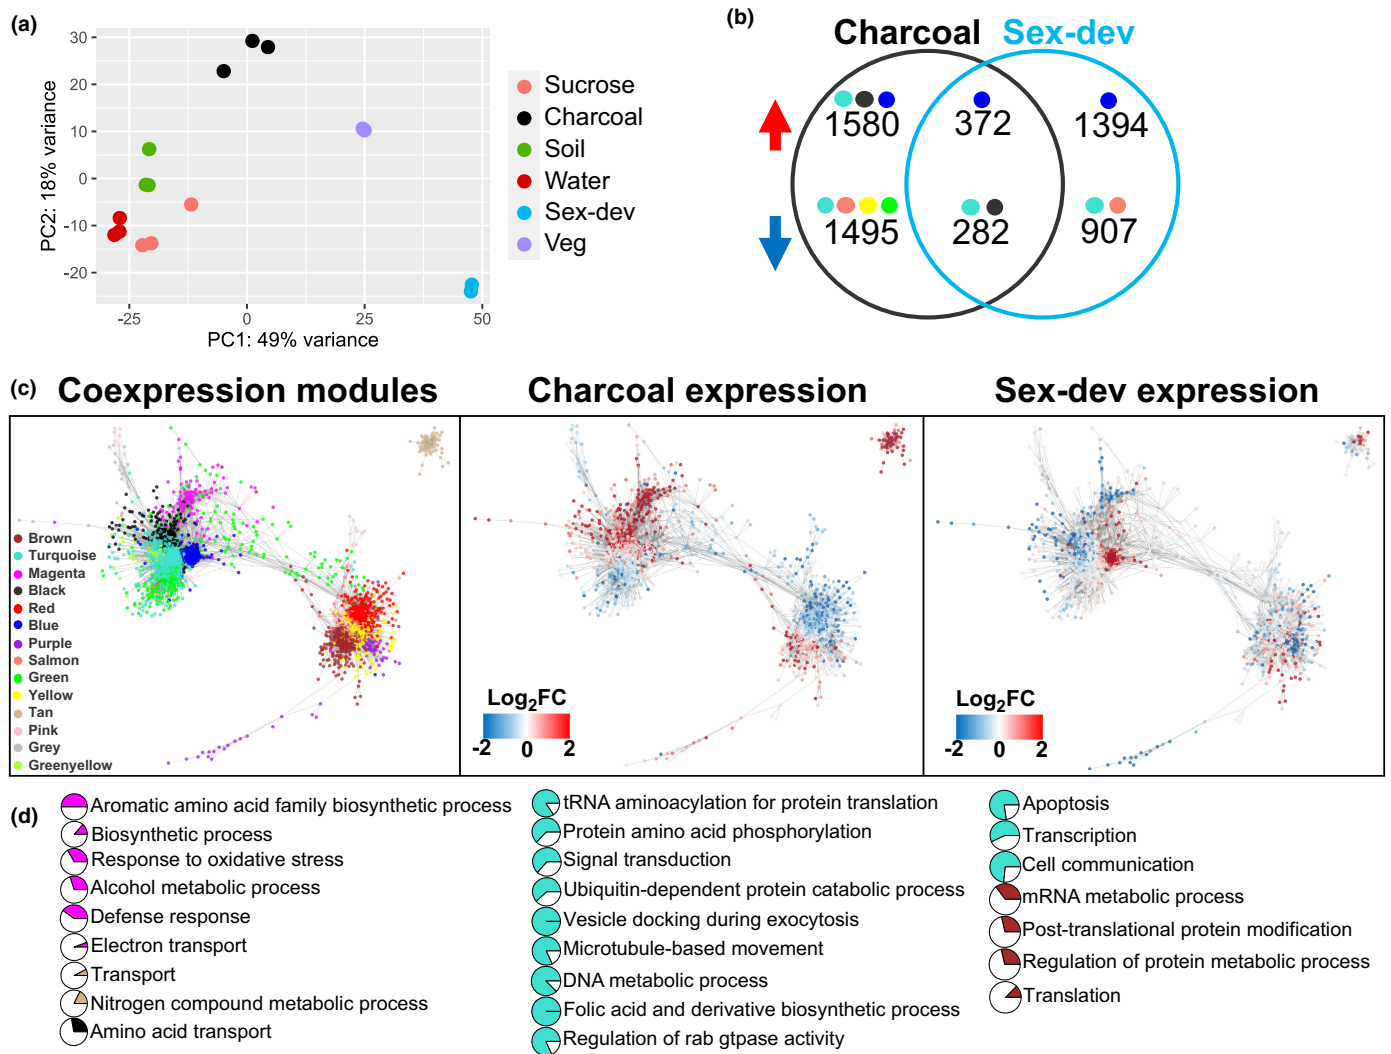 (a)
30
20
10
0
-10
-20
-25
0
25
50
PC2: 18% variance
PC1: 49% variance
Sucrose
Charcoal
Soil
Water
Sex-dev
Veg
(b)
Charcoal Sex-dev
1580 372 1394
1495 282 907
(c)
Coexpression modules
Brown
Turquoise
Magenta
Black
Red
Blue
Purple
Salmon
Green
Yellow
Tan
Pink
Grey
Greenyellow
Charcoal expression
Log2FC
-2 0 2
Sex-dev expression
Log2FC
-2 0 2
(d)
Aromatic amino acid family biosynthetic process
Biosynthetic process
Response to oxidative stress
Alcohol metabolic process
Defense response
Electron transport
Transport
Nitrogen compound metabolic process
Amino acid transport
tRNA aminoacylation for protein translation
Protein amino acid phosphorylation
Signal transduction
Ubiquitin-dependent protein catabolic process
Vesicle docking during exocytosis
Microtubule-based movement
DNA metabolic process
Folic acid and derivative biosynthetic process
Regulation of rab gtpase activity
Apoptosis
Transcription
Cell communication
mRNA metabolic process
Post-translational protein modification
Regulation of protein metabolic process
Translation